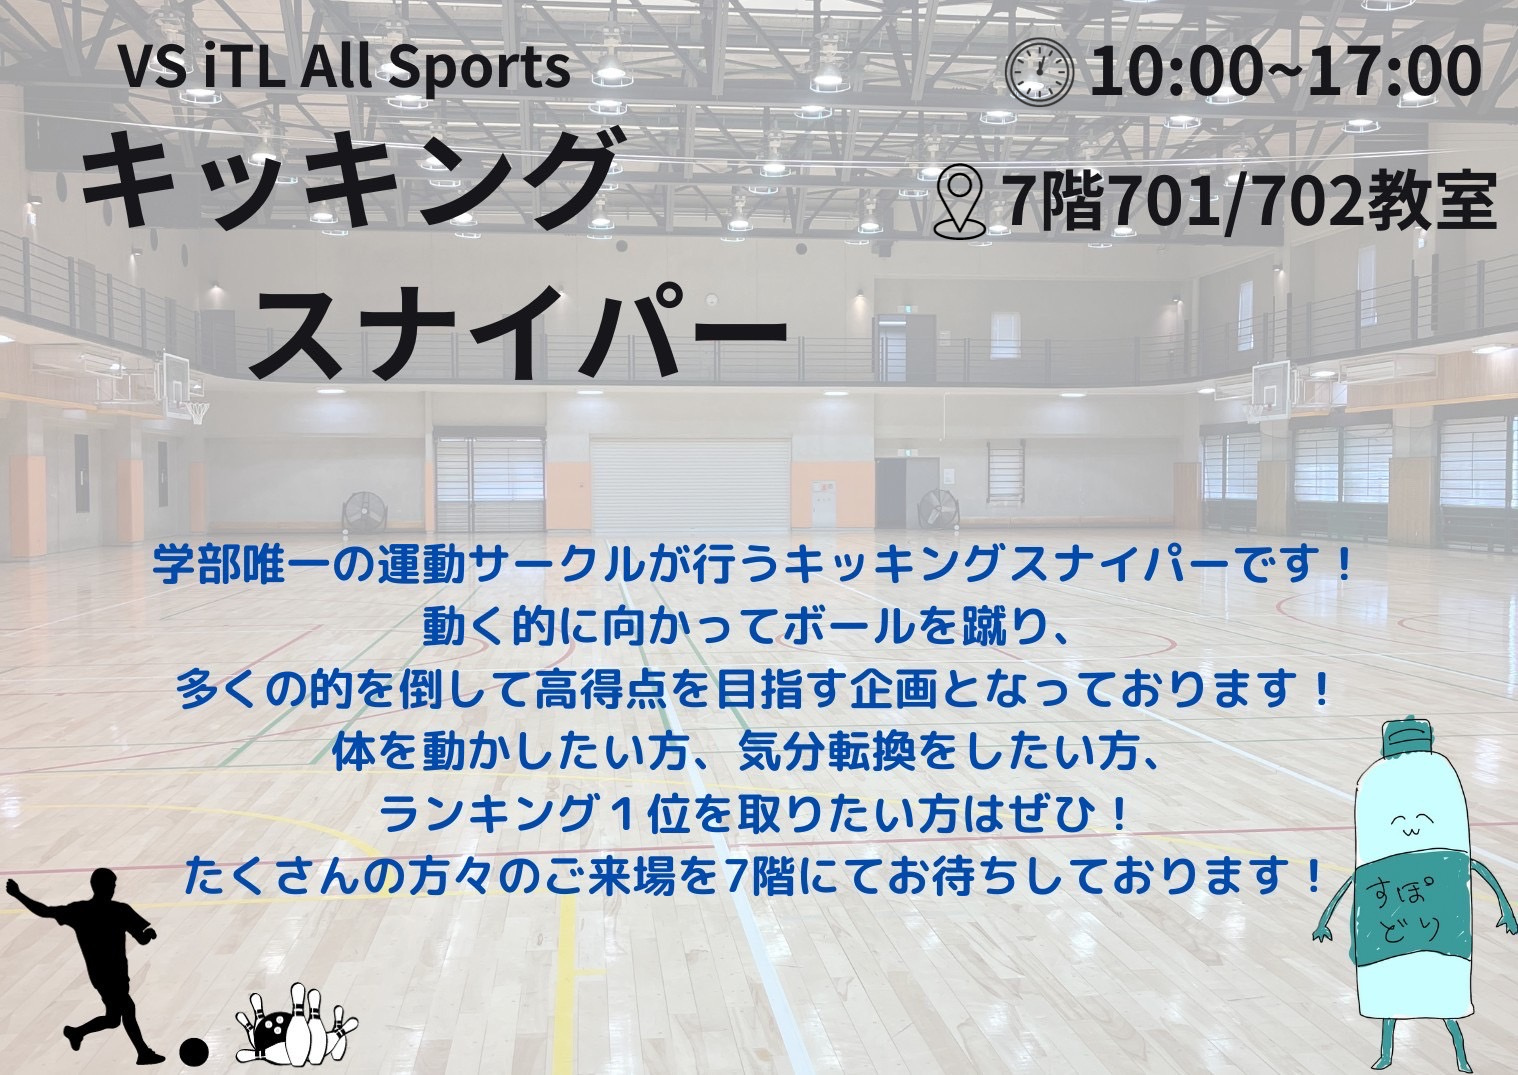 VS iTL All Sports
キッキング
スナイパー
10:00~17:00
7階701/702教室
学部唯一の運動サークルが行うキッキングスナイパーです！
動く的に向かってボールを蹴り、
多くの的を倒して高得点を目指す企画となっております！
体を動かしたい方、気分転換をしたい方、
ランキング１位を取りたい方はぜひ！
たくさんの方々のご来場を7階にてお待ちしております！
すぽ
どり